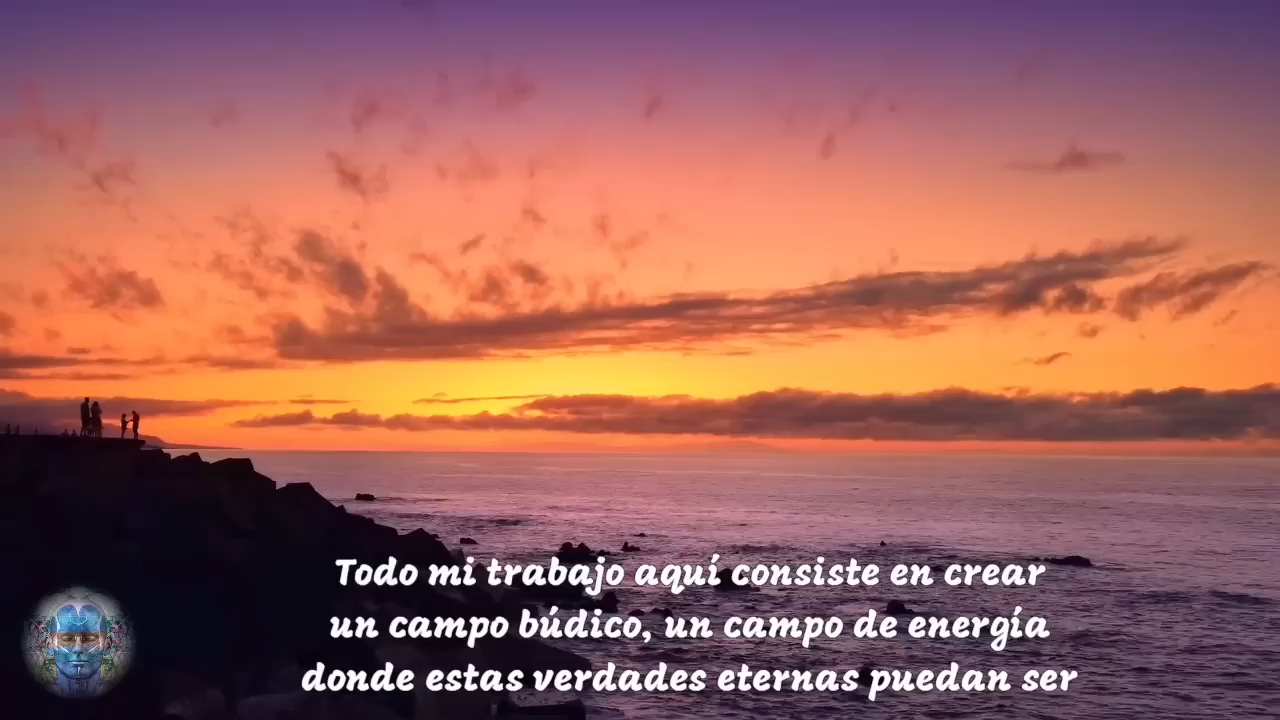 Todo mi trabajo aquí consiste en crear
un campo búdico, un campo de energía
donde estas verdades eternas puedan ser